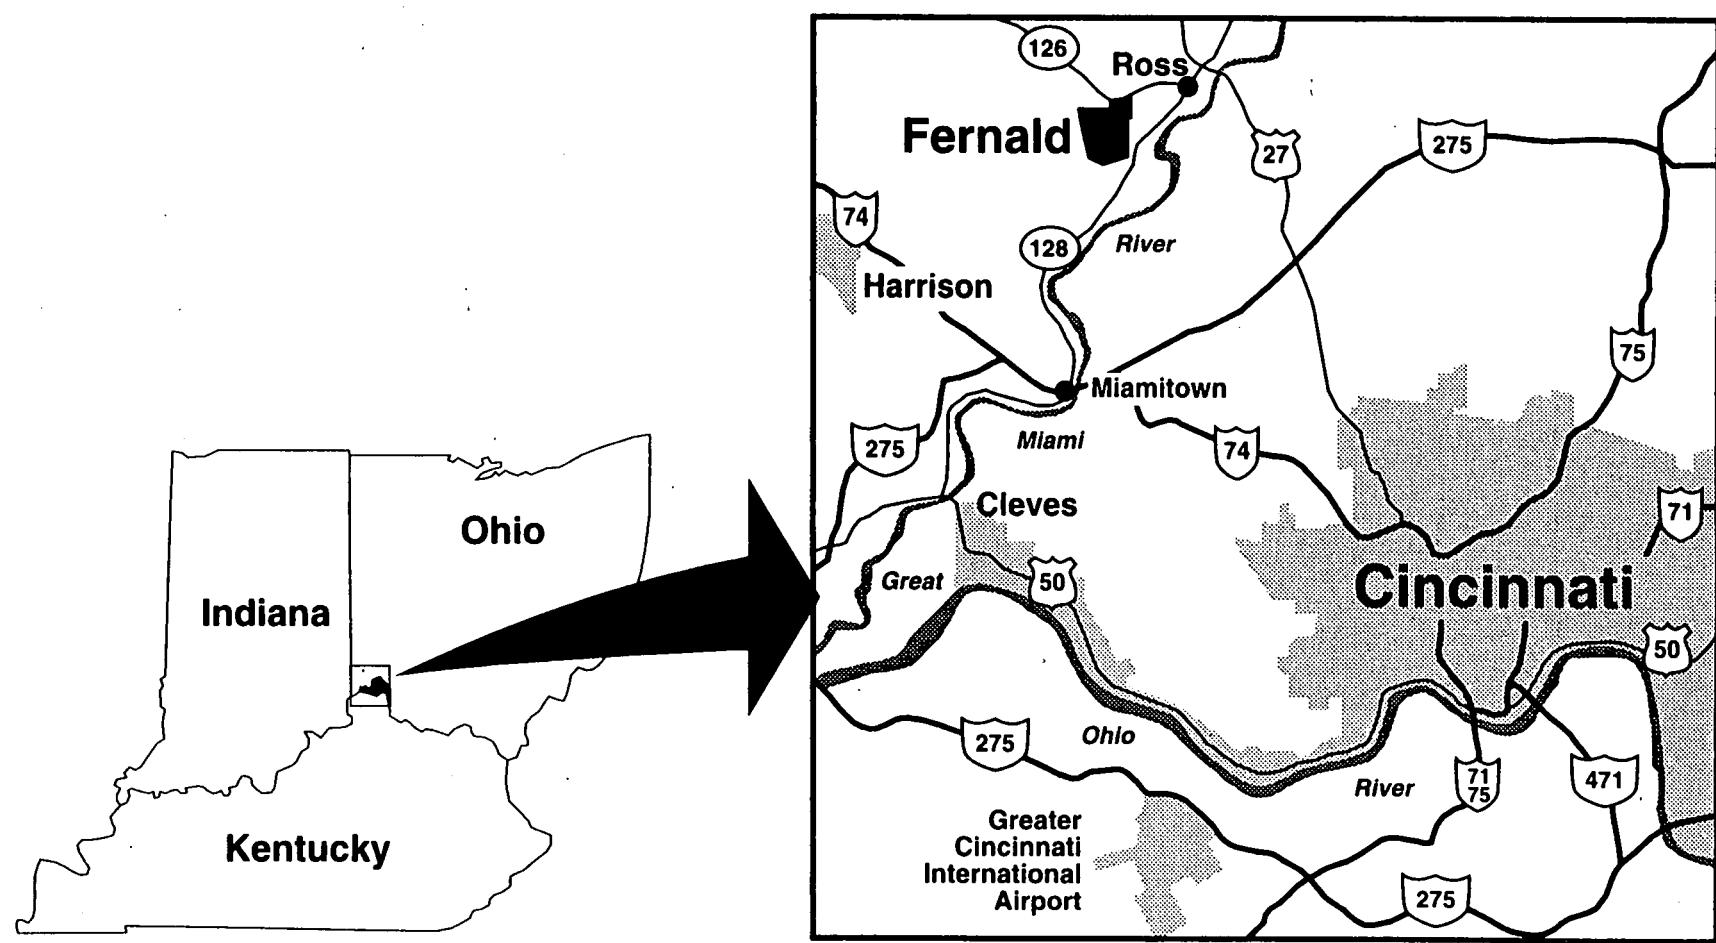 Indiana
Ohio
Kentucky
126
Ross
Fernald
27
275
74
128
River
Harrison
75
Miamitown
275
Miami
74
Cleves
71
Great
50
Cincinnati
50
275
Ohio
River
71
75
471
Greater
Cincinnati
International
Airport
275